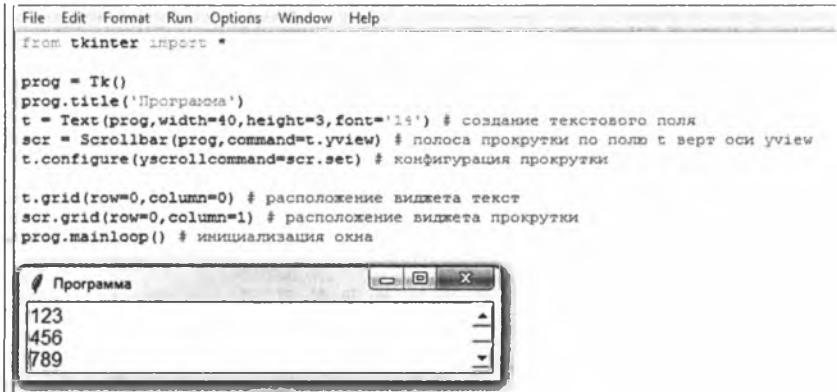 File Edit Format Run Options Window Help
from tkinter import *
prog = Tk()
prog.title('Программа')
t = Text(prog,width=40,height=3,font='14') # создание текстового поля
scr = Scrollbar(prog,command=t.yview) # полоса прокрутки по полю t верт оси yview
t.configure(yscrollcommand=scr.set) # конфигурация прокрутки
t.grid(row=0,column=0) # расположение виджета текст
scr.grid(row=0,column=1) # расположение виджета прокрутки
prog.mainloop() # инициализация окна
Программа
123
456
789